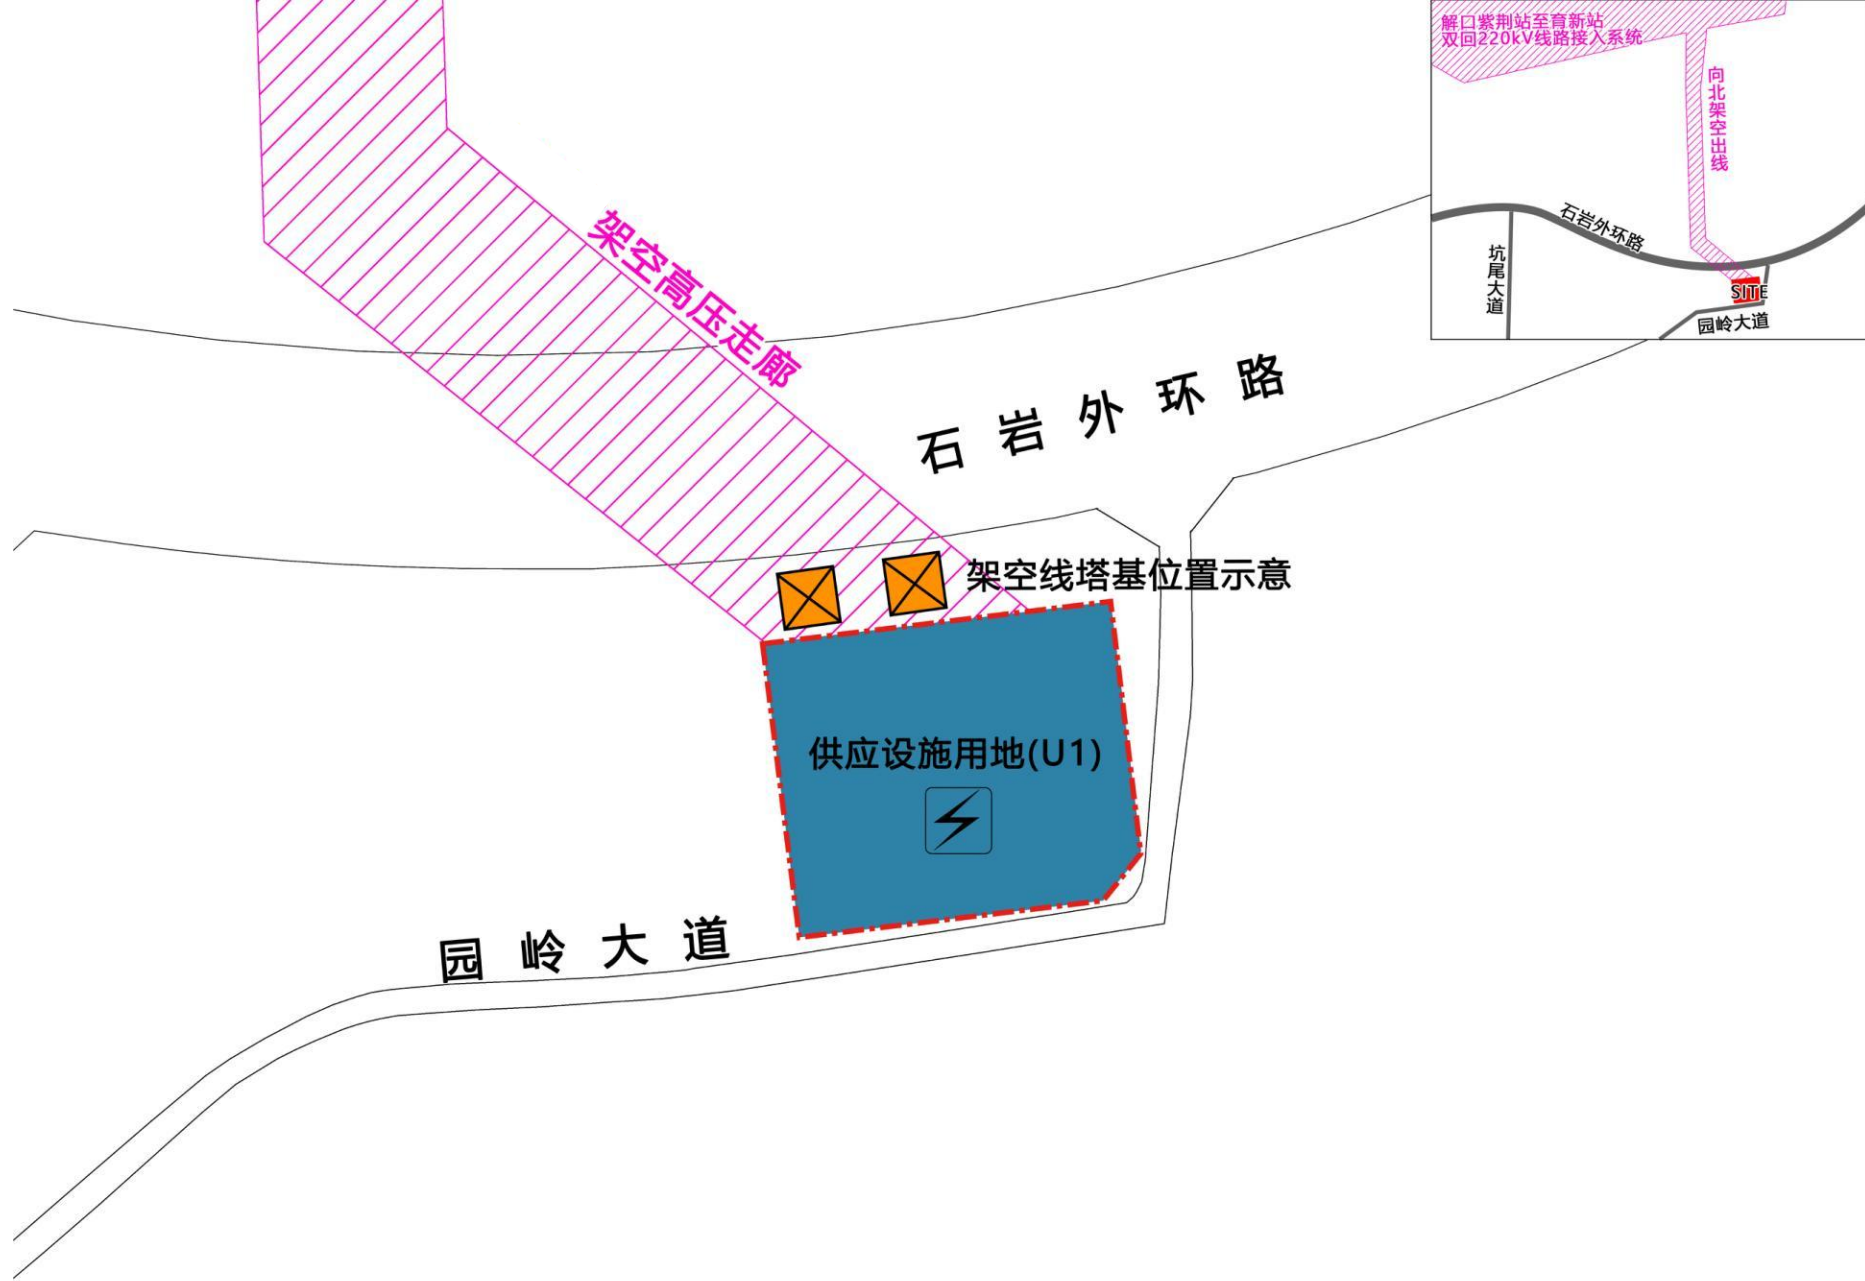 解口紫荆站至育新站
双回220kV线路接入系统
向北架空出线
石岩外环路
坑尾大道
SITE
园岭大道
架空高压走廊
石岩外环路
架空线塔基位置示意
供应设施用地(U1)
园岭大道